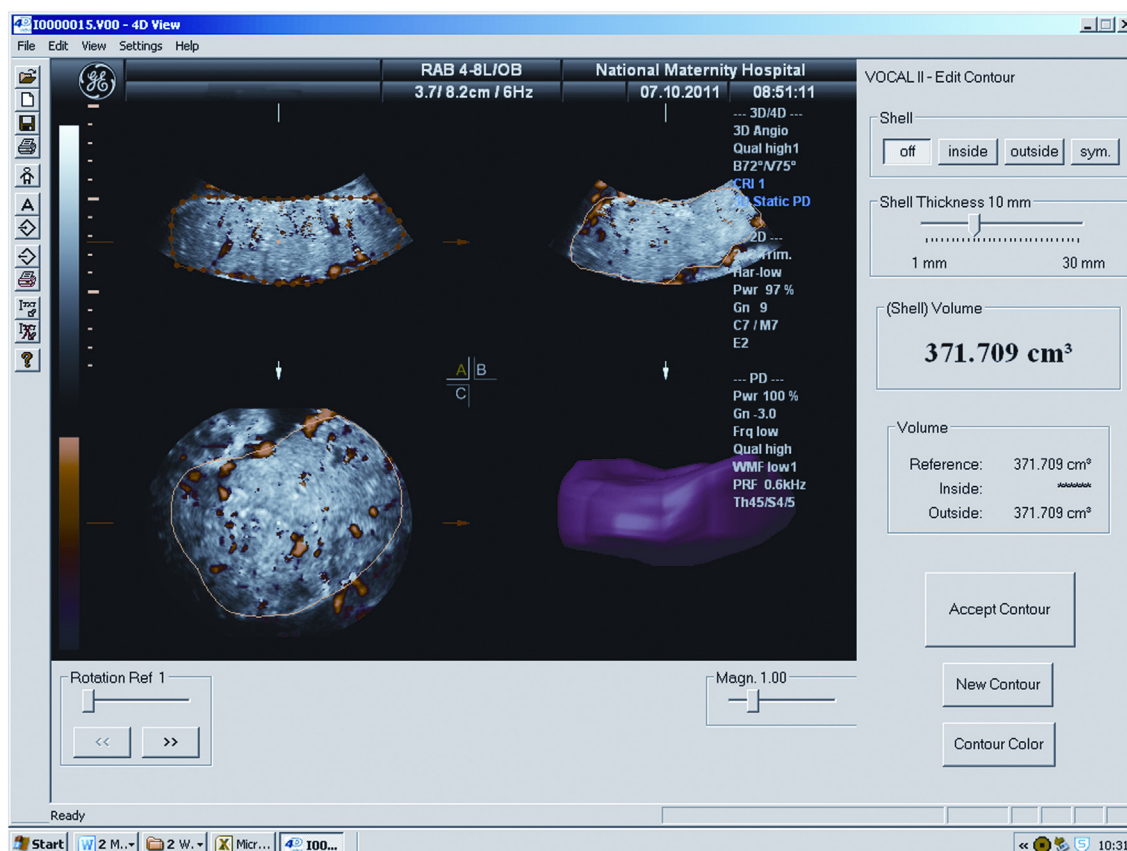 I0000015.V00 - 4D View
File Edit View Settings Help
GE
RAB 4-8L/OB
National Maternity Hospital
3.7/ 8.2cm / 6Hz
07.10.2011
08:51:11
--- 3D/4D ---
3D Angio
Qual high1
B72°/V75°
CRI 1
Static PD
2D ---
Har-low
Pwr 97 %
Gn 9
C7 / M7
E2
--- PD ---
Pwr 100 %
Gn -3.0
Frq low
Qual high
WMF low1
PRF 0.6kHz
Th45/S4/5
A B
C
Rotation Ref 1
<< >>
Magn. 1.00
VOCAL II - Edit Contour
Shell
off inside outside sym.
Shell Thickness 10 mm
1 mm 30 mm
(Shell) Volume
371.709 cm³
Volume
Reference: 371.709 cm³
Inside: ******
Outside: 371.709 cm³
Accept Contour
New Contour
Contour Color
Ready
Start 2 M... 2 W... Micr... I00... 10:31